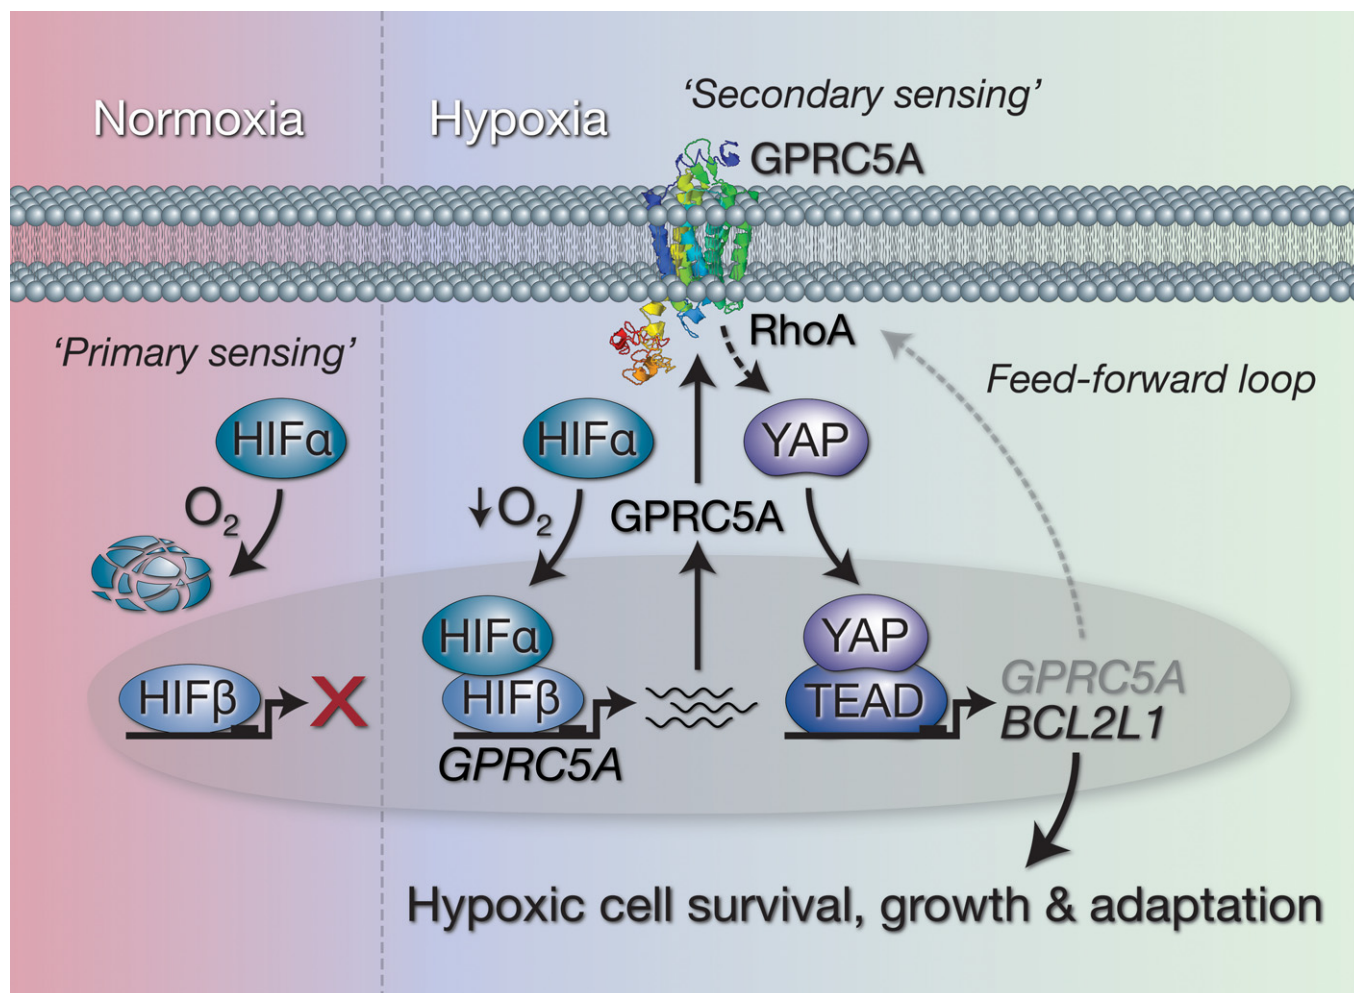 Normoxia
Hypoxia
‘Secondary sensing’
GPRC5A
‘Primary sensing’
RhoA
Feed-forward loop
HIFα
HIFα
YAP
O₂
↓O₂
GPRC5A
HIFα
YAP
HIFβ
X
HIFβ
TEAD
GPRC5A
BCL2L1
GPRC5A
Hypoxic cell survival, growth & adaptation